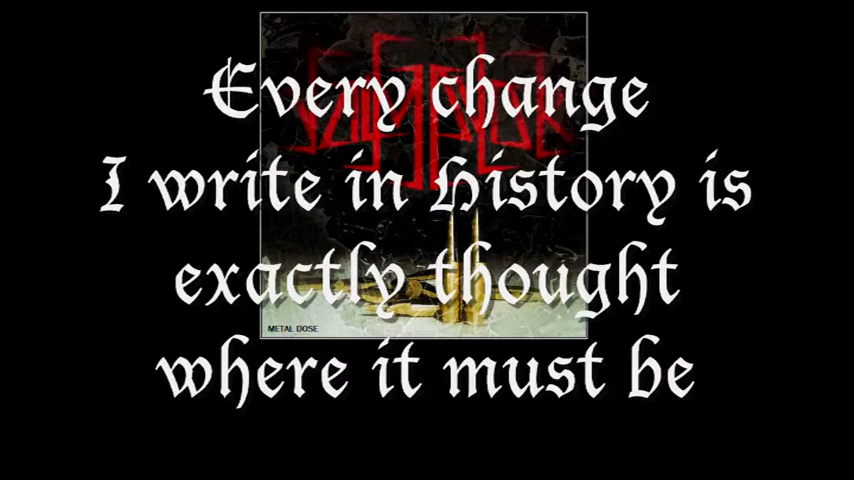 Every change
I write in History is
exactly thought
where it must be
METAL DOSE